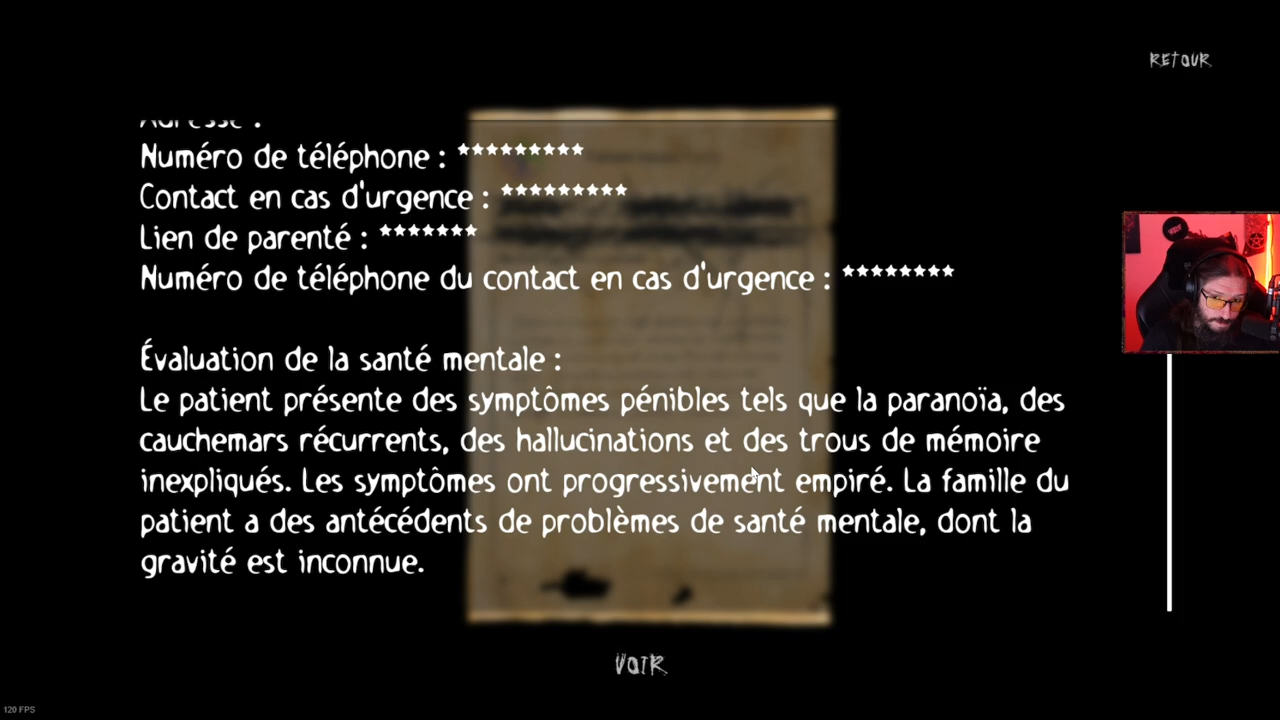 RETOUR
Adresse :
Numéro de téléphone : *********
Contact en cas d'urgence : *********
Lien de parenté : *******
Numéro de téléphone du contact en cas d'urgence : ********
Évaluation de la santé mentale :
Le patient présente des symptômes pénibles tels que la paranoïa, des
cauchemars récurrents, des hallucinations et des trous de mémoire
inexpliqués. Les symptômes ont progressivement empiré. La famille du
patient a des antécédents de problèmes de santé mentale, dont la
gravité est inconnue.
VOIR
120 FPS